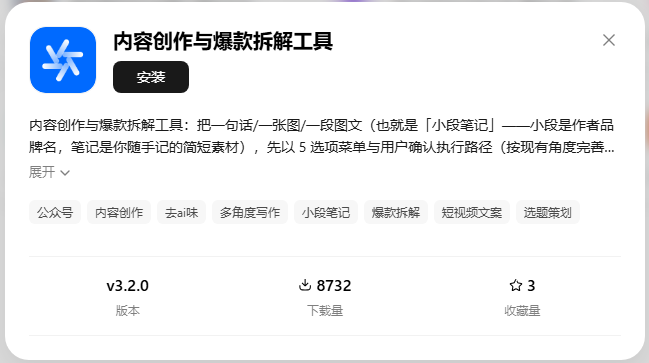 内容创作与爆款拆解工具
安装
内容创作与爆款拆解工具：把一句话/一张图/一段图文（也就是「小段笔记」——小段是作者品
牌名，笔记是你随手记的简短素材），先以 5 选项菜单与用户确认执行路径（按现有角度完善...
展开
公众号 内容创作 去ai味 多角度写作 小段笔记 爆款拆解 短视频文案 选题策划
v3.2.0 8732 3
版本 下载量 收藏量